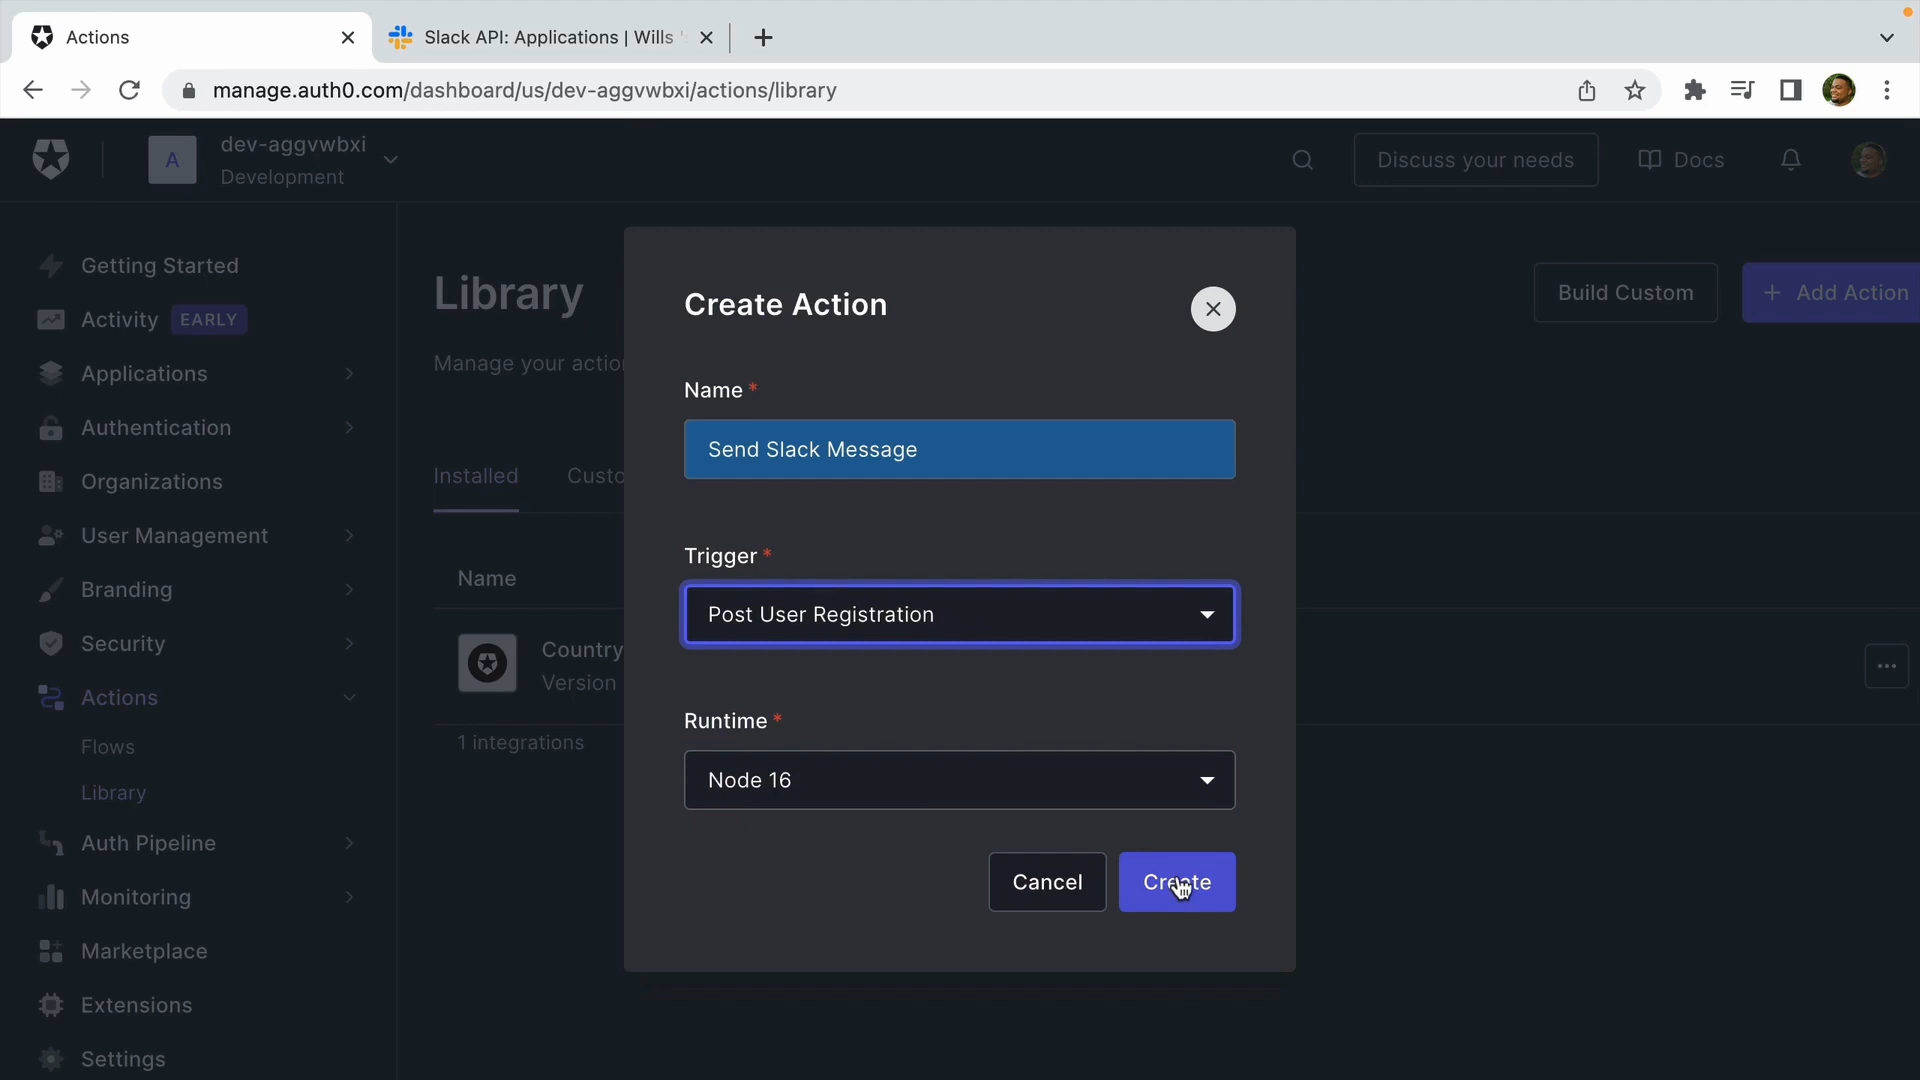 Actions
Slack API: Applications | Wills
manage.auth0.com/dashboard/us/dev-aggvwbxi/actions/library
A
dev-aggvwbxi
Development
Discuss your needs
Docs
Getting Started
Activity EARLY
Applications
Authentication
Organizations
User Management
Branding
Security
Actions
Flows
Library
Auth Pipeline
Monitoring
Marketplace
Extensions
Settings
Library
Build Custom
+ Add Action
Manage your action
Installed
Custo
Name
Country
Version
1 integrations
Create Action
Name *
Send Slack Message
Trigger *
Post User Registration
Runtime *
Node 16
Cancel
Create